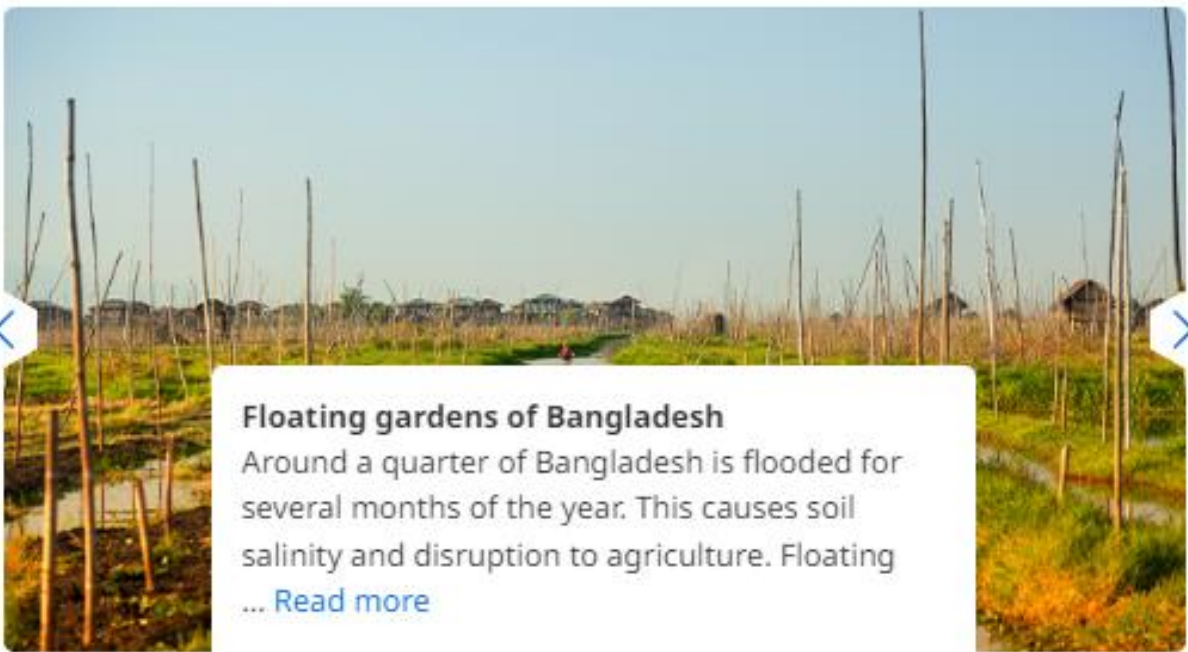 Floating gardens of Bangladesh
Around a quarter of Bangladesh is flooded for
several months of the year. This causes soil
salinity and disruption to agriculture. Floating
... Read more